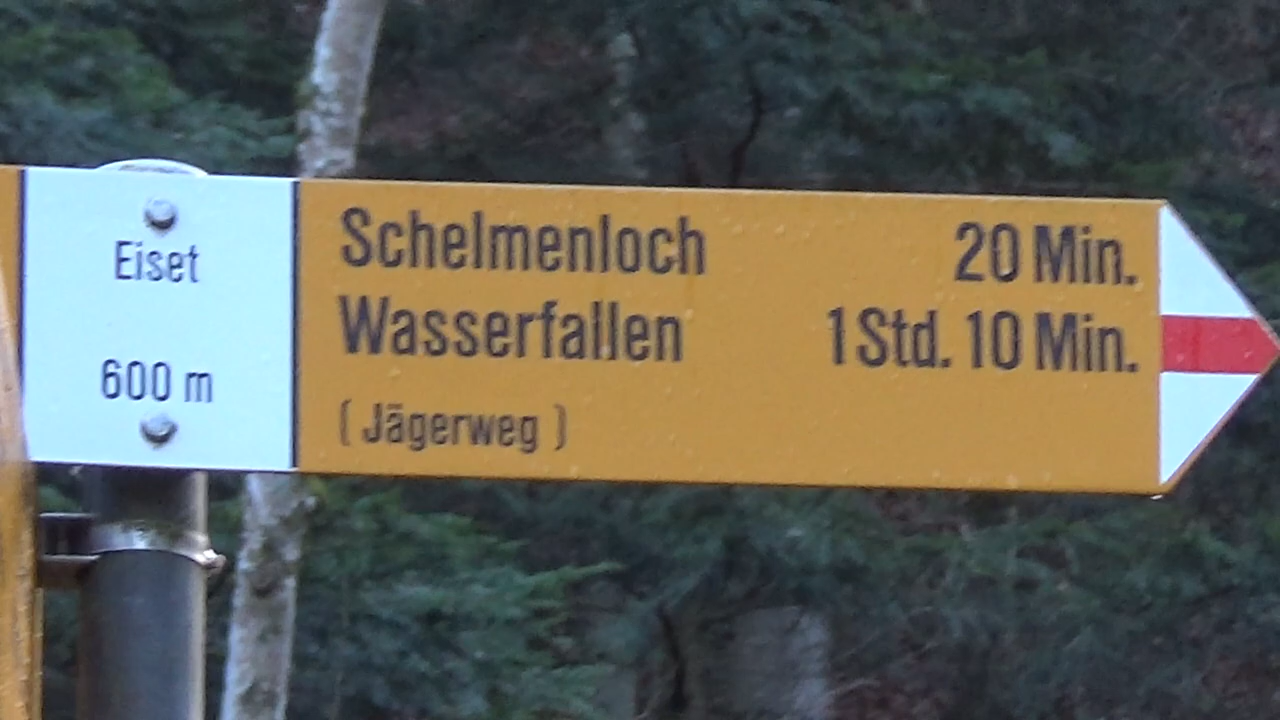 Eiset
600 m
Schelmenloch 20 Min.
Wasserfallen 1 Std. 10 Min.
( Jägerweg )